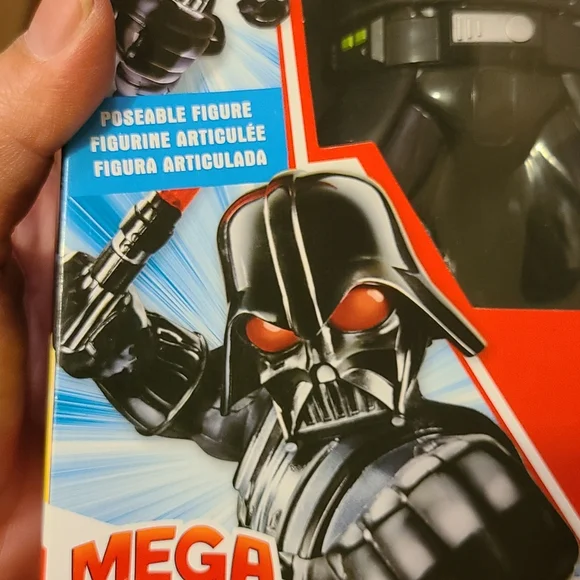 POSEABLE FIGURE
FIGURINE ARTICULÉE
FIGURA ARTICULADA
MEGA